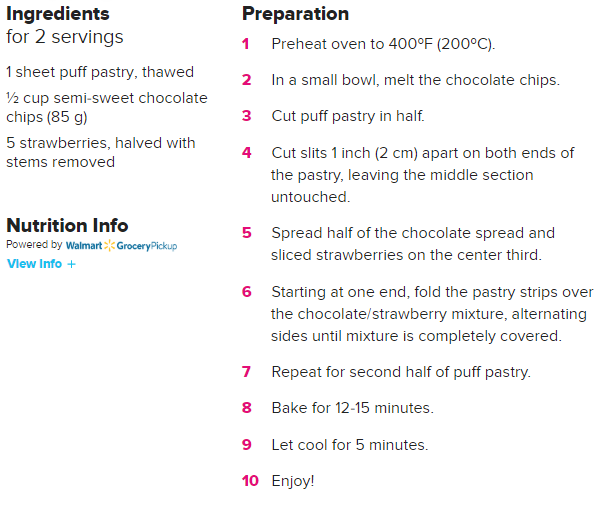 Ingredients
for 2 servings
1 sheet puff pastry, thawed
½ cup semi-sweet chocolate
chips (85 g)
5 strawberries, halved with
stems removed
Nutrition Info
Powered by Walmart GroceryPickup
View Info +
Preparation
1 Preheat oven to 400°F (200°C).
2 In a small bowl, melt the chocolate chips.
3 Cut puff pastry in half.
4 Cut slits 1 inch (2 cm) apart on both ends of
the pastry, leaving the middle section
untouched.
5 Spread half of the chocolate spread and
sliced strawberries on the center third.
6 Starting at one end, fold the pastry strips over
the chocolate/strawberry mixture, alternating
sides until mixture is completely covered.
7 Repeat for second half of puff pastry.
8 Bake for 12-15 minutes.
9 Let cool for 5 minutes.
10 Enjoy!